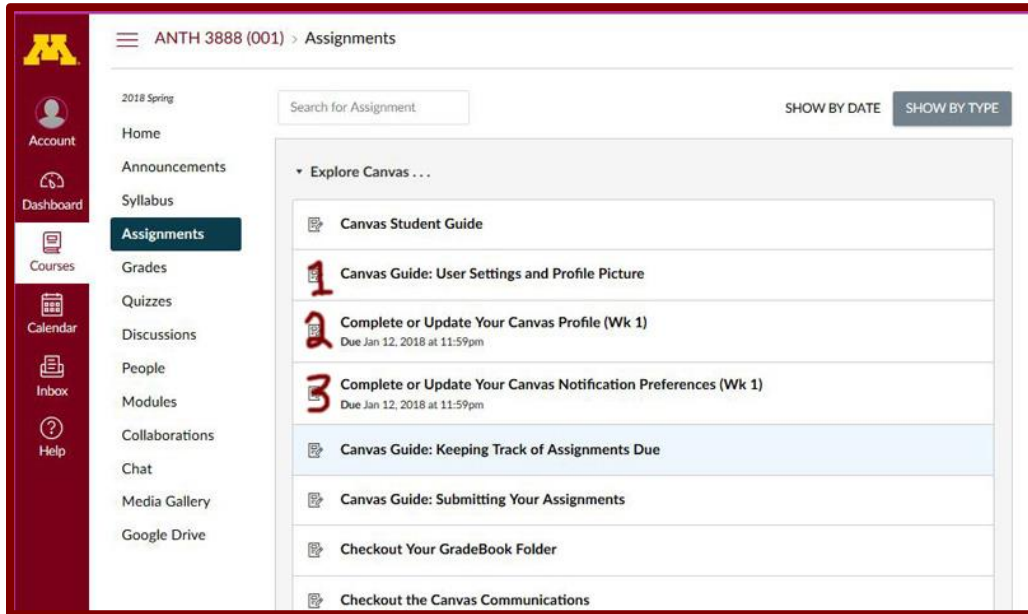 M
ANTH 3888 (001) > Assignments
Account
Dashboard
Courses
Calendar
Inbox
Help
2018 Spring
Home
Announcements
Syllabus
Assignments
Grades
Quizzes
Discussions
People
Modules
Collaborations
Chat
Media Gallery
Google Drive
Search for Assignment
SHOW BY DATE
SHOW BY TYPE
Explore Canvas . . .
Canvas Student Guide
1 Canvas Guide: User Settings and Profile Picture
2 Complete or Update Your Canvas Profile (Wk 1)
Due Jan 12, 2018 at 11:59pm
3 Complete or Update Your Canvas Notification Preferences (Wk 1)
Due Jan 12, 2018 at 11:59pm
Canvas Guide: Keeping Track of Assignments Due
Canvas Guide: Submitting Your Assignments
Checkout Your GradeBook Folder
Checkout the Canvas Communications